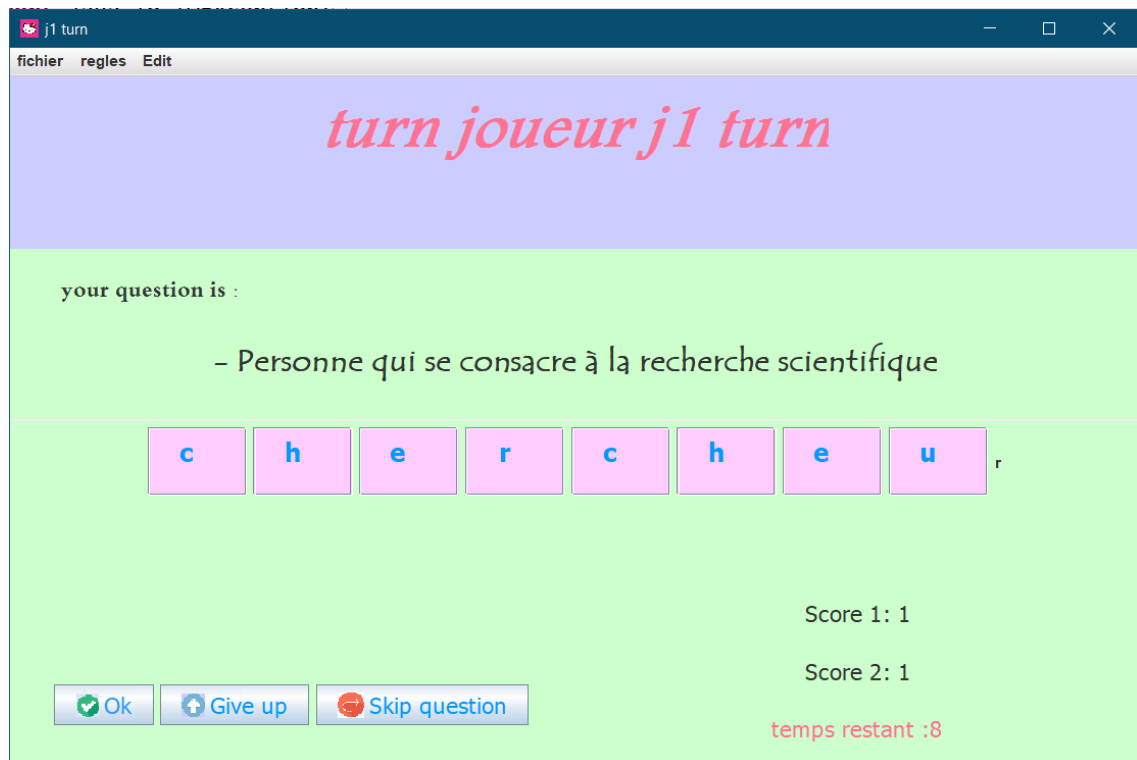 j1 turn
fichier regles Edit
turn joueur j1 turn
your question is :
- Personne qui se consacre à la recherche scientifique
c h e r c h e u r
Score 1: 1
Score 2: 1
Ok Give up Skip question
temps restant :8